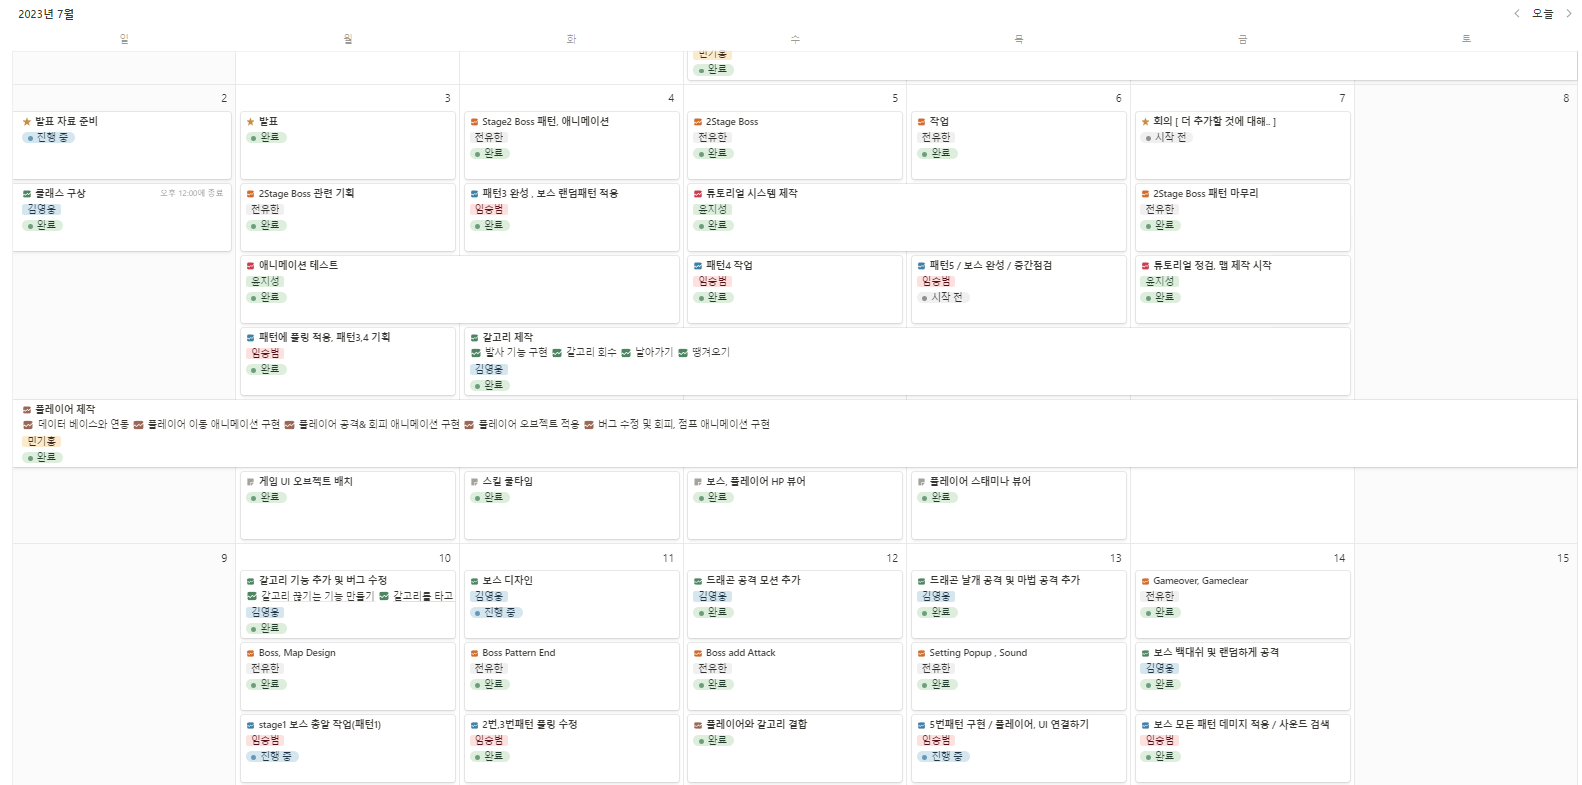 2023년 7월
오늘
일 월 화 수 목 금 토
민기홍
완료
2 3 4 5 6 7 8
발표 자료 준비
진행 중
발표
완료
Stage2 Boss 패턴, 애니메이션
전유한
완료
2Stage Boss
전유한
완료
작업
전유한
완료
회의 [ 더 추가할 것에 대해.. ]
시작 전
클래스 구상 오후 12:00에 종료
김영웅
완료
2Stage Boss 관련 기획
전유한
완료
패턴3 완성 , 보스 랜덤패턴 적용
임승범
완료
튜토리얼 시스템 제작
윤지성
완료
2Stage Boss 패턴 마무리
전유한
완료
애니메이션 테스트
윤지성
완료
패턴4 작업
임승범
완료
패턴5 / 보스 완성 / 중간점검
임승범
시작 전
튜토리얼 점검, 맵 제작 시작
윤지성
완료
패턴에 풀링 적용, 패턴3,4 기획
임승범
완료
갈고리 제작
발사 기능 구현 갈고리 회수 날아가기 땡겨오기
김영웅
완료
플레이어 제작
데이터 베이스와 연동 플레이어 이동 애니메이션 구현 플레이어 공격& 회피 애니메이션 구현 플레이어 오브젝트 적용 버그 수정 및 회피, 점프 애니메이션 구현
민기홍
완료
게임 UI 오브젝트 배치
완료
스킬 쿨타임
완료
보스, 플레이어 HP 뷰어
완료
플레이어 스태미나 뷰어
완료
9 10 11 12 13 14 15
갈고리 기능 추가 및 버그 수정
갈고리 끊기는 기능 만들기 갈고리를 타고
김영웅
완료
보스 디자인
김영웅
진행 중
드래곤 공격 모션 추가
김영웅
완료
드래곤 날개 공격 및 마법 공격 추가
김영웅
완료
Gameover, Gameclear
전유한
완료
Boss, Map Design
전유한
완료
Boss Pattern End
전유한
완료
Boss add Attack
전유한
완료
Setting Popup , Sound
전유한
완료
보스 백대쉬 및 랜덤하게 공격
김영웅
완료
stage1 보스 총알 작업(패턴1)
임승범
진행 중
2번,3번패턴 풀링 수정
임승범
완료
플레이어와 갈고리 결합
완료
5번패턴 구현 / 플레이어, UI 연결하기
임승범
진행 중
보스 모든 패턴 데미지 적용 / 사운드 검색
임승범
완료